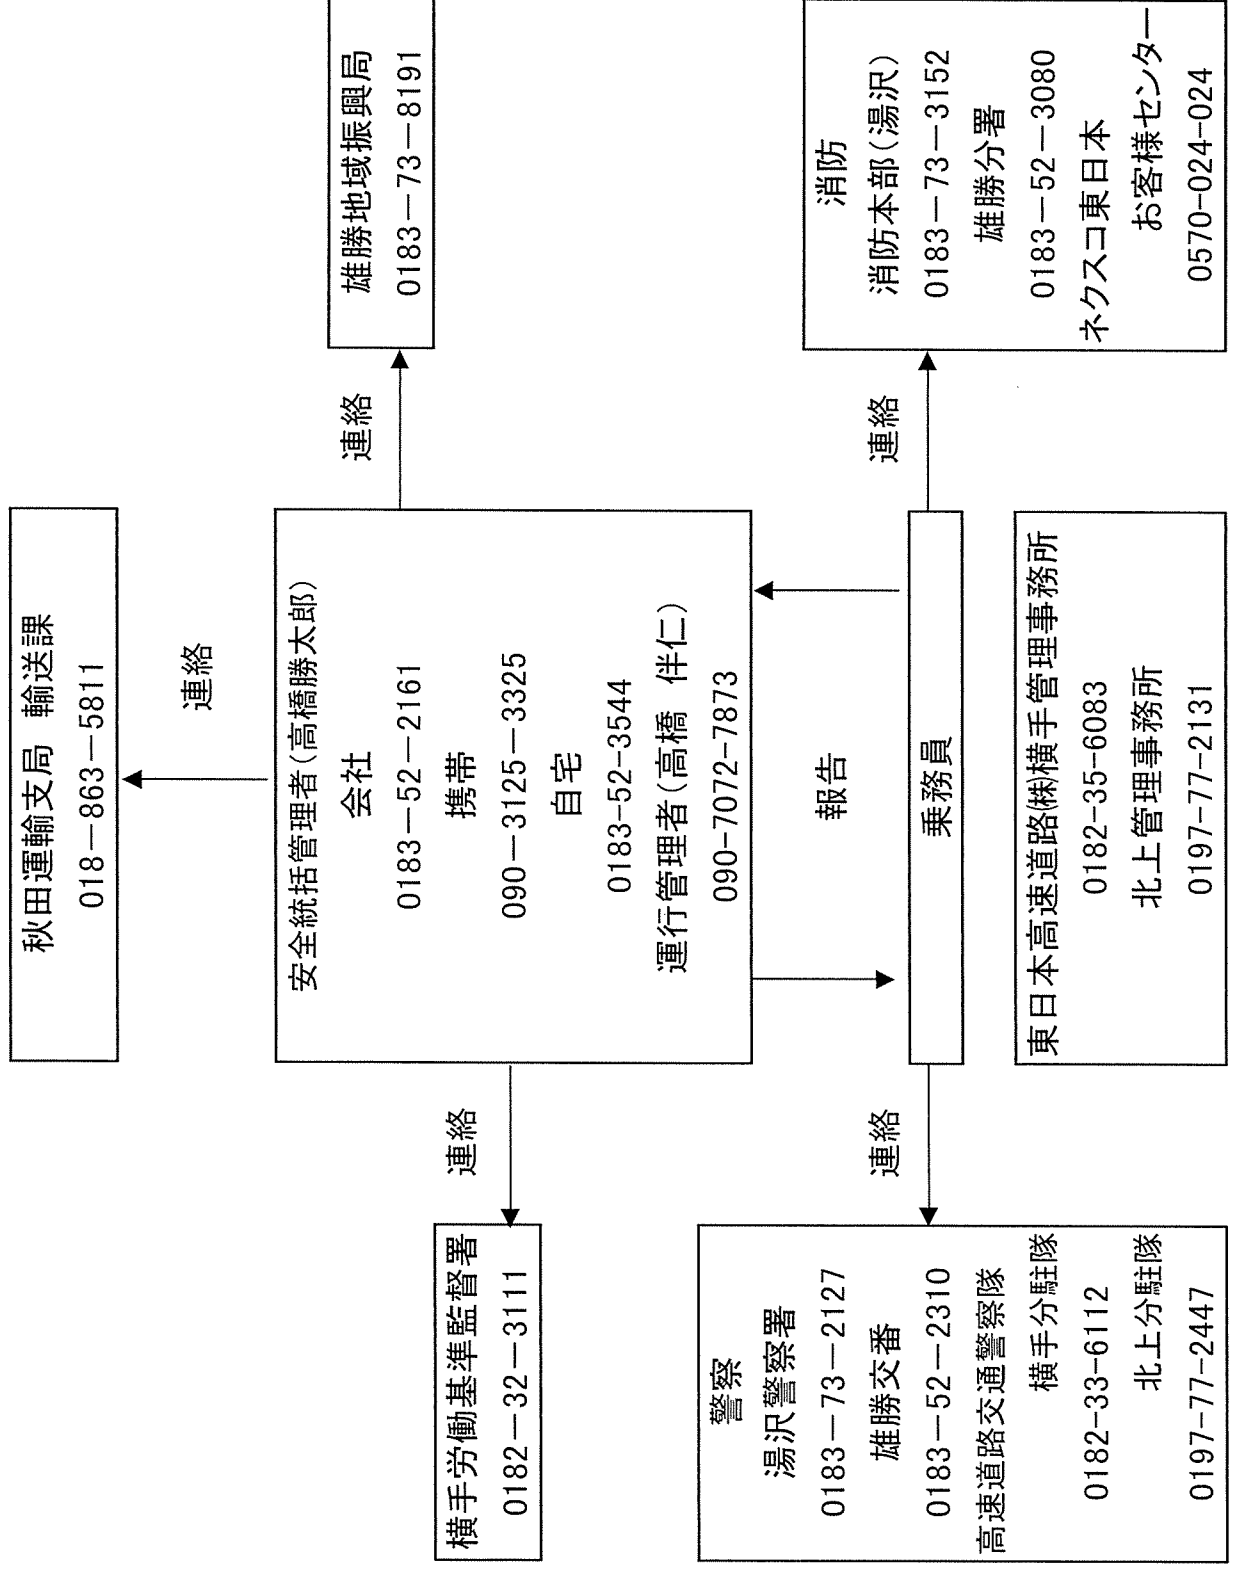 秋田運輸支局 輸送課
018－863－5811
連絡
安全統括管理者(高橋勝太郎)
会社
0183－52－2161
携帯
090－3125－3325
自宅
0183-52-3544
運行管理者(高橋 伴仁)
090-7072-7873
連絡
雄勝地域振興局
0183－73－8191
連絡
横手労働基準監督署
0182－32－3111
報告
乗務員
連絡
警察
湯沢警察署
0183－73－2127
雄勝交番
0183－52－2310
高速道路交通警察隊
横手分駐隊
0182-33-6112
北上分駐隊
0197-77-2447
連絡
消防
消防本部(湯沢)
0183－73－3152
雄勝分署
0183－52－3080
ネクスコ東日本
お客様センター
0570-024-024
東日本高速道路㈱横手管理事務所
0182-35-6083
北上管理事務所
0197-77-2131